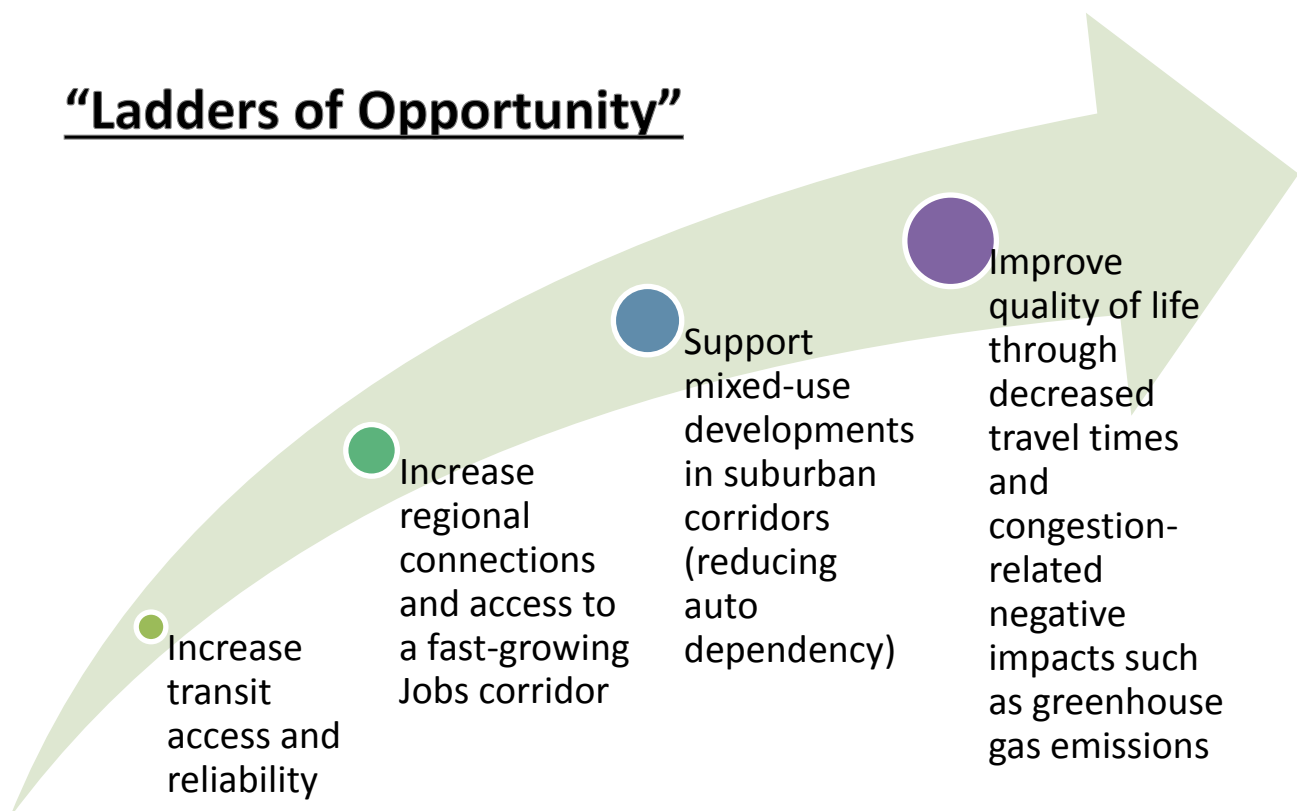 “Ladders of Opportunity”
Increase
transit
access and
reliability
Increase
regional
connections
and access to
a fast-growing
Jobs corridor
Support
mixed-use
developments
in suburban
corridors
(reducing
auto
dependency)
Improve
quality of life
through
decreased
travel times
and
congestion-
related
negative
impacts such
as greenhouse
gas emissions